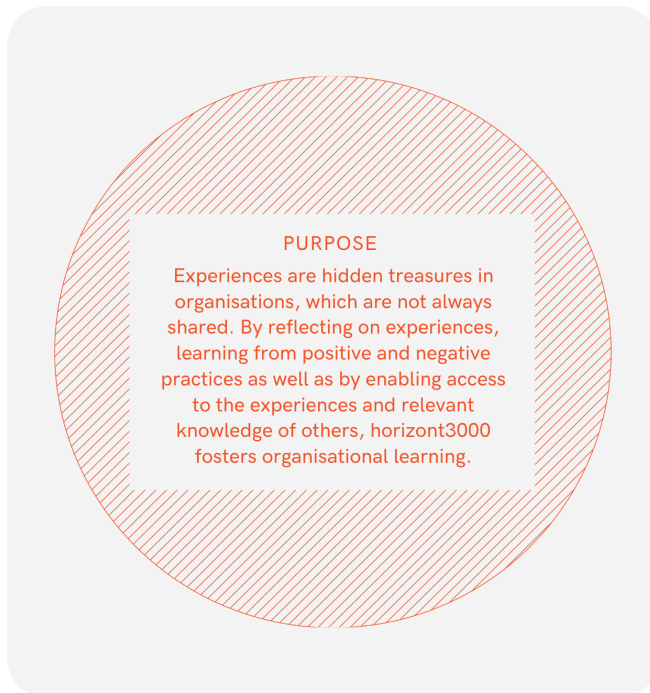 PURPOSE
Experiences are hidden treasures in
organisations, which are not always
shared. By reflecting on experiences,
learning from positive and negative
practices as well as by enabling access
to the experiences and relevant
knowledge of others, horizont3000
fosters organisational learning.